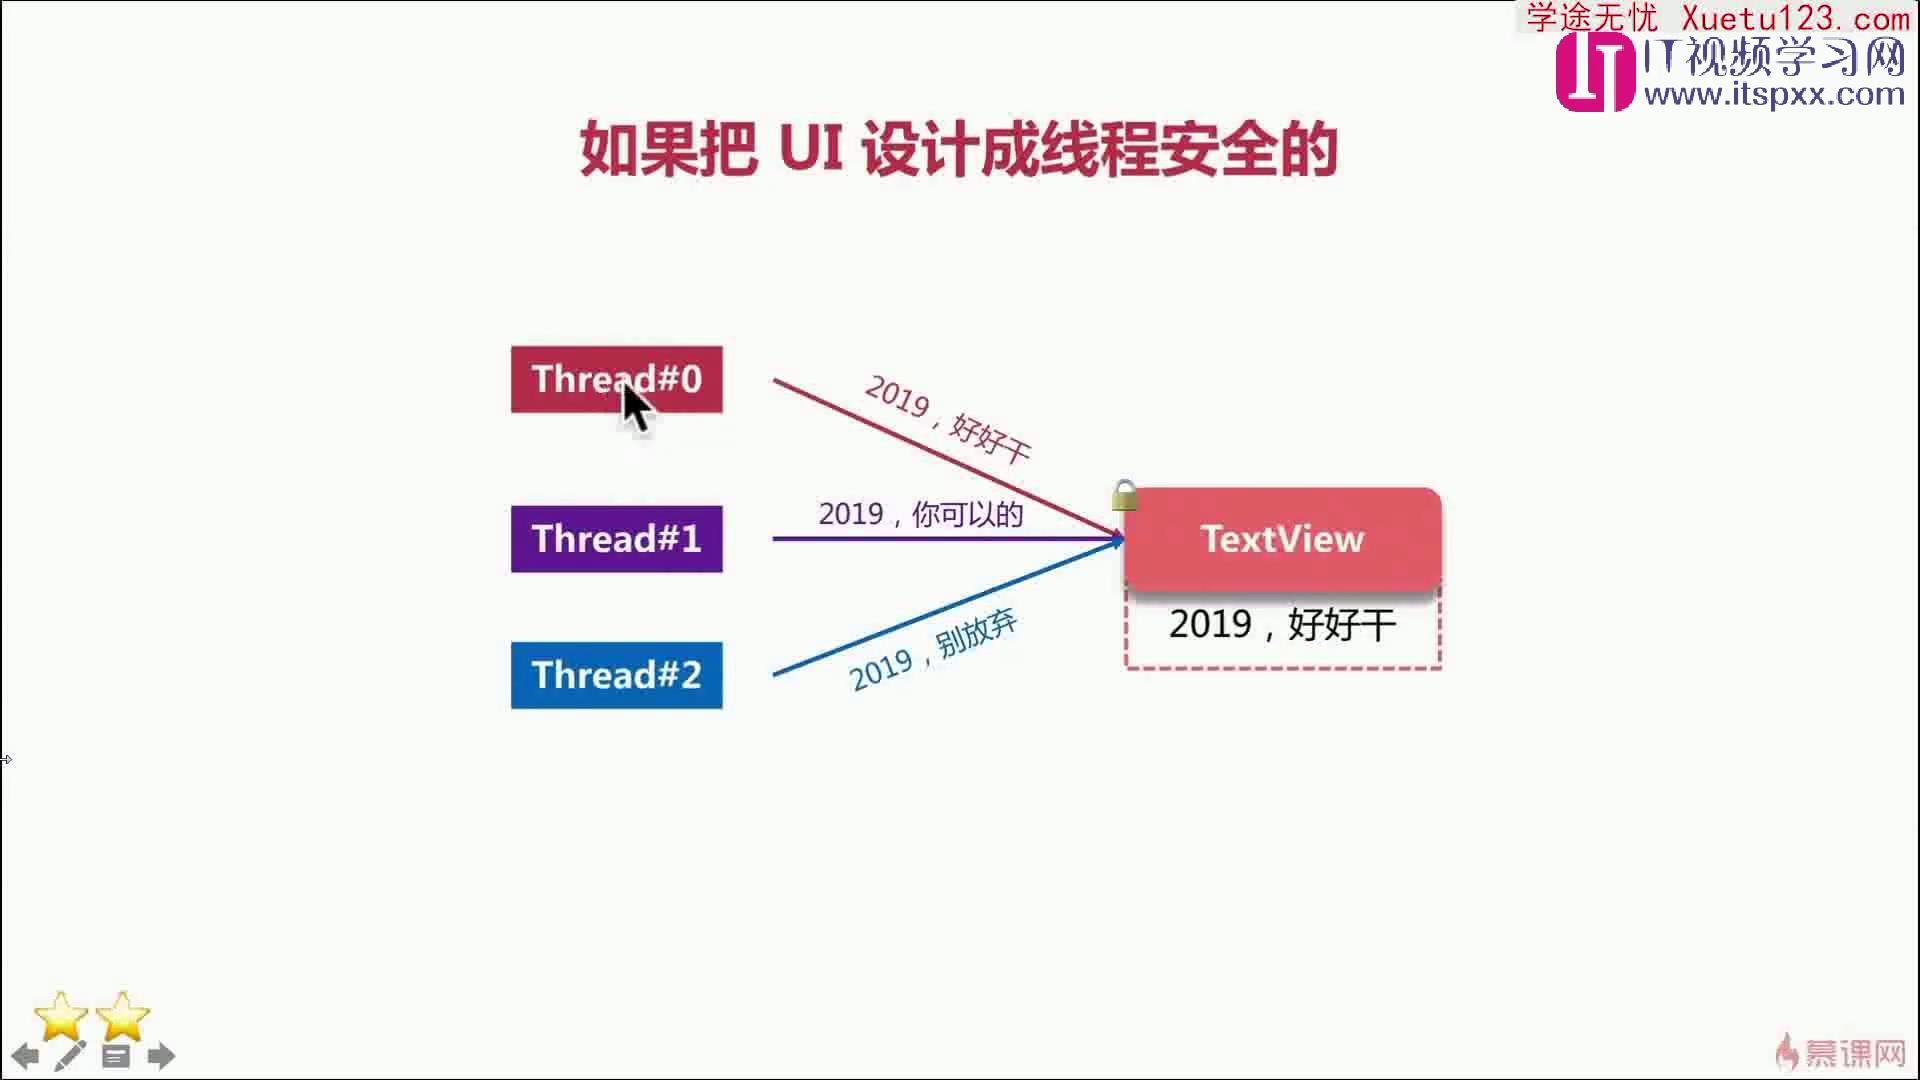 学途无忧 Xuetu123.com
IT视频学习网
www.itspxx.com
如果把 UI 设计成线程安全的
Thread#0
2019，好好干
Thread#1
2019，你可以的
TextView
2019，好好干
Thread#2
2019，别放弃
慕课网